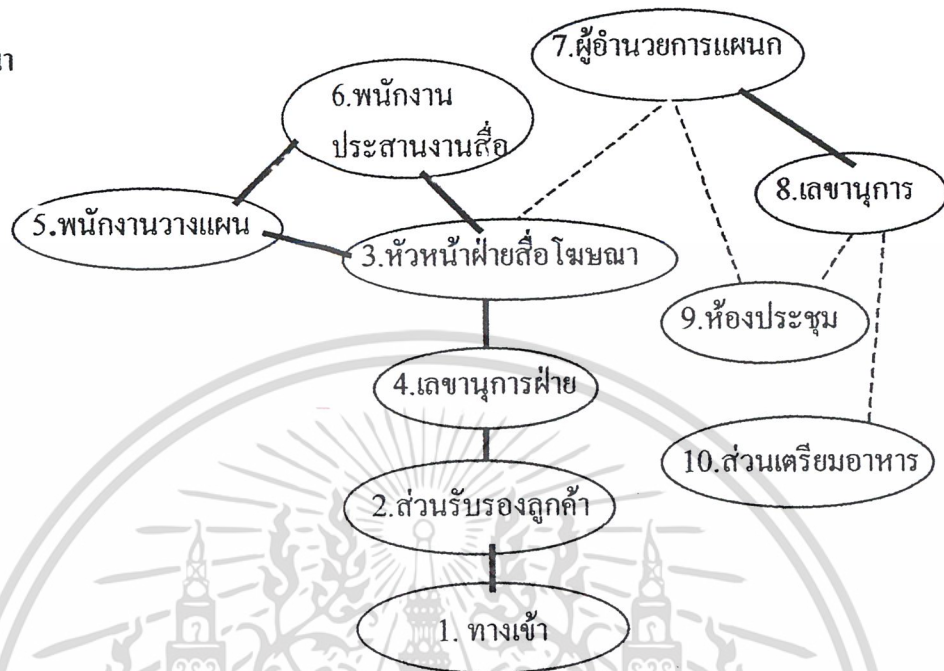 7.ผู้อำนวยการแผนก
6.พนักงาน
ประสานงานสื่อ
8.เลขานุการ
5.พนักงานวางแผน
3.หัวหน้าฝ่ายสื่อโฆษณา
9.ห้องประชุม
4.เลขานุการฝ่าย
10.ส่วนเตรียมอาหาร
2.ส่วนรับรองลูกค้า
1. ทางเข้า